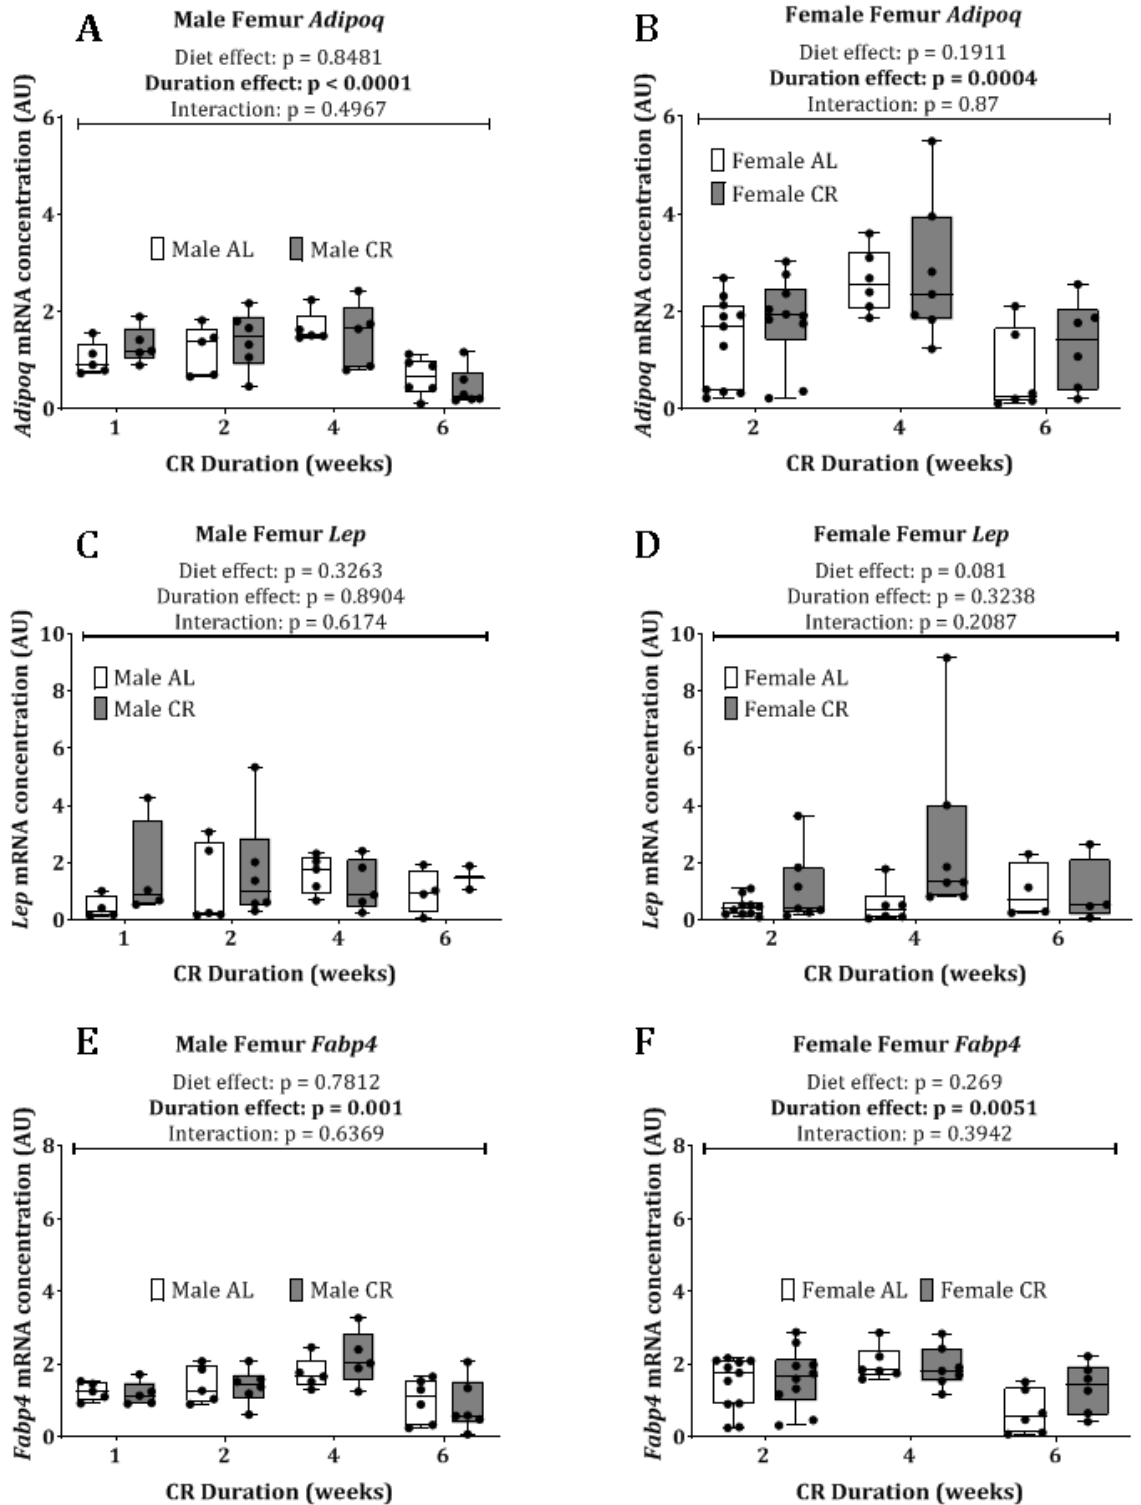 A
Male Femur Adipoq
Diet effect: p = 0.8481
Duration effect: p < 0.0001
Interaction: p = 0.4967
Adipoq mRNA concentration (AU)
6
4
2
0
Male AL
Male CR
1 2 4 6
CR Duration (weeks)
B
Female Femur Adipoq
Diet effect: p = 0.1911
Duration effect: p = 0.0004
Interaction: p = 0.87
Adipoq mRNA concentration (AU)
6
4
2
0
Female AL
Female CR
2 4 6
CR Duration (weeks)
C
Male Femur Lep
Diet effect: p = 0.3263
Duration effect: p = 0.8904
Interaction: p = 0.6174
Lep mRNA concentration (AU)
10
8
6
4
2
0
Male AL
Male CR
1 2 4 6
CR Duration (weeks)
D
Female Femur Lep
Diet effect: p = 0.081
Duration effect: p = 0.3238
Interaction: p = 0.2087
Lep mRNA concentration (AU)
10
8
6
4
2
0
Female AL
Female CR
2 4 6
CR Duration (weeks)
E
Male Femur Fabp4
Diet effect: p = 0.7812
Duration effect: p = 0.001
Interaction: p = 0.6369
Fabp4 mRNA concentration (AU)
8
6
4
2
0
Male AL
Male CR
1 2 4 6
CR Duration (weeks)
F
Female Femur Fabp4
Diet effect: p = 0.269
Duration effect: p = 0.0051
Interaction: p = 0.3942
Fabp4 mRNA concentration (AU)
8
6
4
2
0
Female AL
Female CR
2 4 6
CR Duration (weeks)